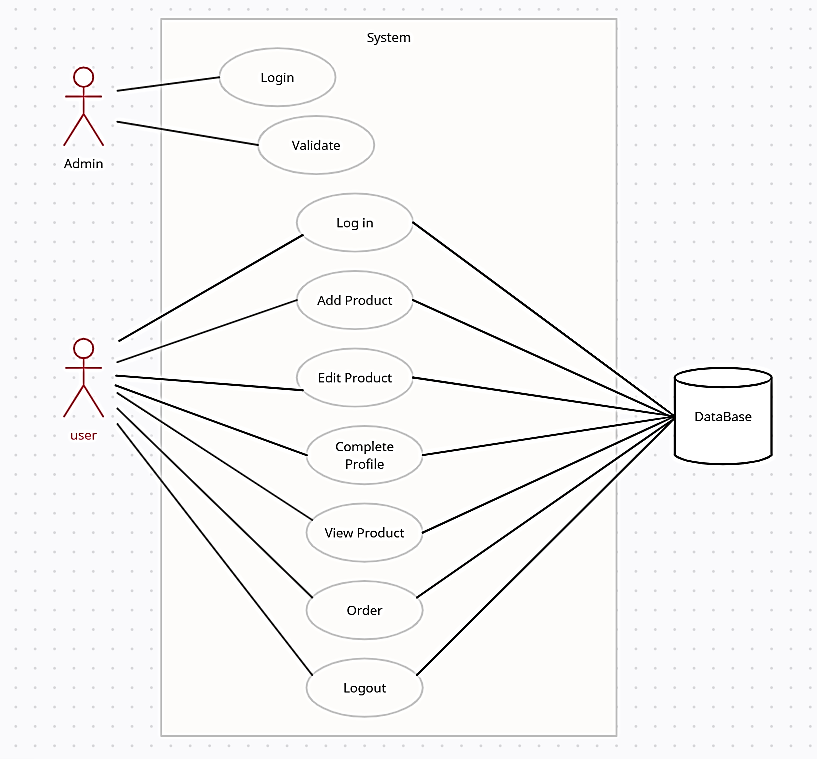 System
Login
Validate
Admin
Log in
Add Product
Edit Product
Complete
Profile
View Product
Order
Logout
user
DataBase